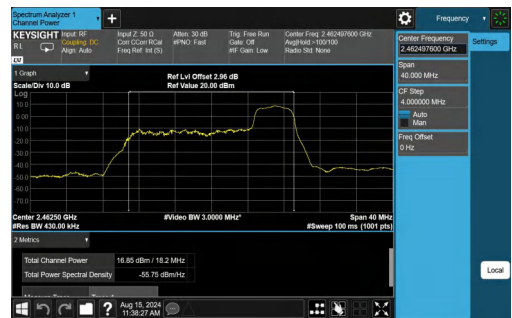 Spectrum Analyzer 1
Channel Power
Frequency
KEYSIGHT
Input: RF
Coupling: DC
Align: Auto
Input Z: 50 Ω
Corr CCorr RCal
Freq Ref: Int (S)
Atten: 30 dB
#PNO: Fast
Trig: Free Run
Gate: Off
#IF Gain: Low
Center Freq: 2.462497600 GHz
Avg|Hold:>100/100
Radio Std: None
R L
LV
1 Graph
Scale/Div 10.0 dB
Ref Lvl Offset 2.96 dB
Ref Value 20.00 dBm
Log
10.0
0.00
-10.0
-20.0
-30.0
-40.0
-50.0
-60.0
-70.0
Center 2.46250 GHz
#Res BW 430.00 kHz
#Video BW 3.0000 MHz*
Span 40 MHz
#Sweep 100 ms (1001 pts)
2 Metrics
Total Channel Power 16.85 dBm / 18.2 MHz
Total Power Spectral Density -55.75 dBm/Hz
Aug 15, 2024
11:38:27 AM
Center Frequency
2.462497600 GHz
Settings
Span
40.000 MHz
CF Step
4.000000 MHz
Auto
Man
Freq Offset
0 Hz
Local